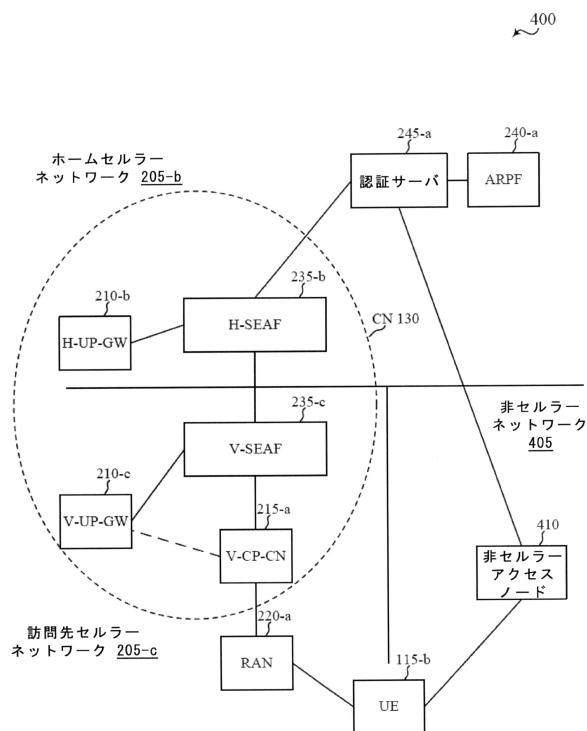 400
ホームセルラー
ネットワーク 205-b
245-a
認証サーバ
240-a
ARPF
210-b
H-UP-GW
235-b
H-SEAF
CN 130
非セルラー
ネットワーク
405
235-c
V-SEAF
210-c
V-UP-GW
215-a
V-CP-CN
410
非セルラー
アクセス
ノード
訪問先セルラー
ネットワーク 205-c
220-a
RAN
115-b
UE